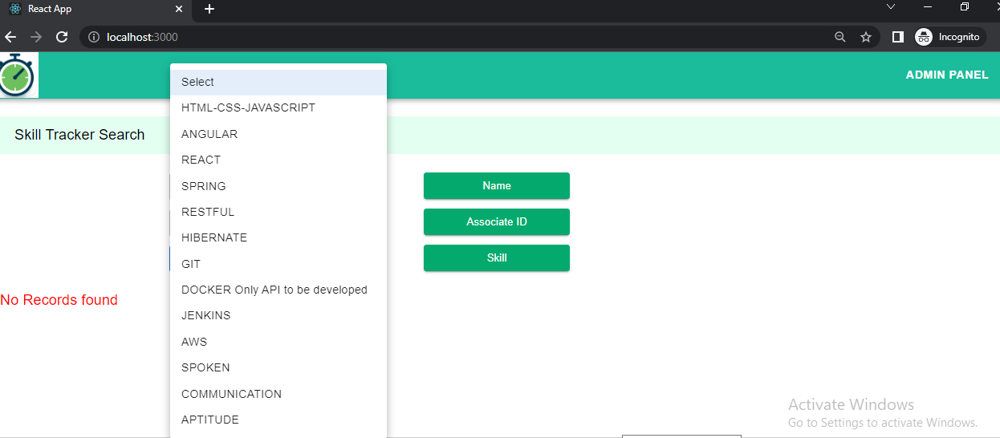 React App
localhost:3000
Incognito
ADMIN PANEL
Select
HTML-CSS-JAVASCRIPT
Skill Tracker Search
ANGULAR
REACT
SPRING
Name
RESTFUL
Associate ID
HIBERNATE
GIT
Skill
DOCKER Only API to be developed
No Records found
JENKINS
AWS
SPOKEN
COMMUNICATION
APTITUDE
Activate Windows
Go to Settings to activate Windows.